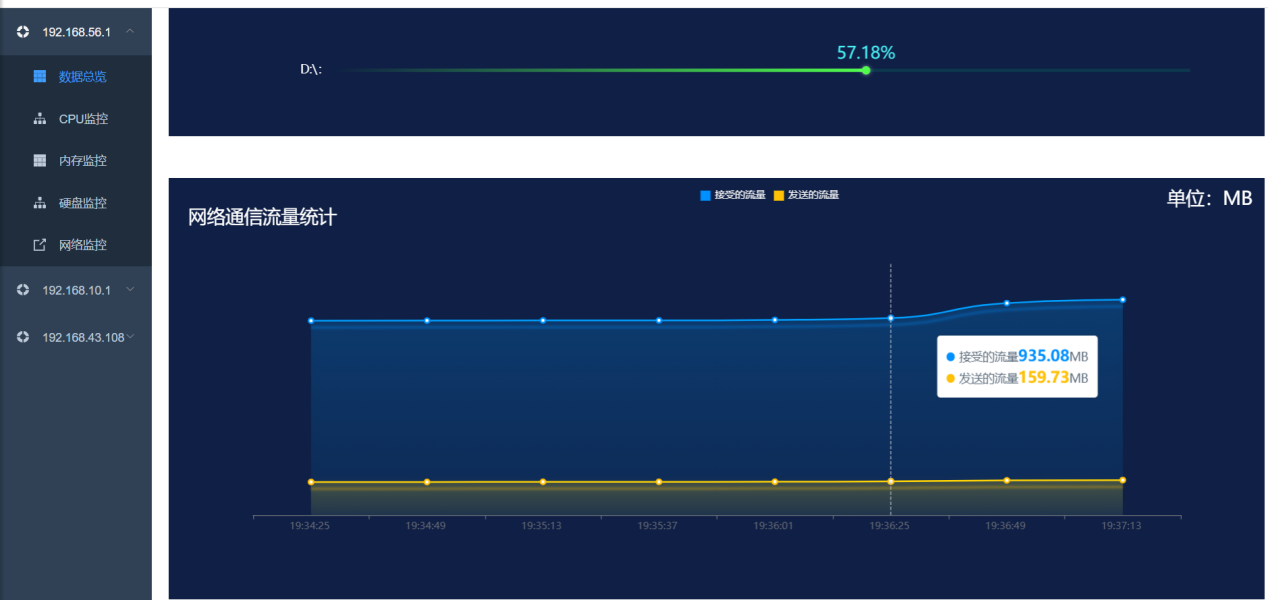 192.168.56.1
数据总览
CPU监控
内存监控
硬盘监控
网络监控
192.168.10.1
192.168.43.108
57.18%
D:\:
接受的流量 发送的流量
单位：MB
网络通信流量统计
接受的流量935.08MB
发送的流量159.73MB
19:34:25 19:34:49 19:35:13 19:35:37 19:36:01 19:36:25 19:36:49 19:37:13